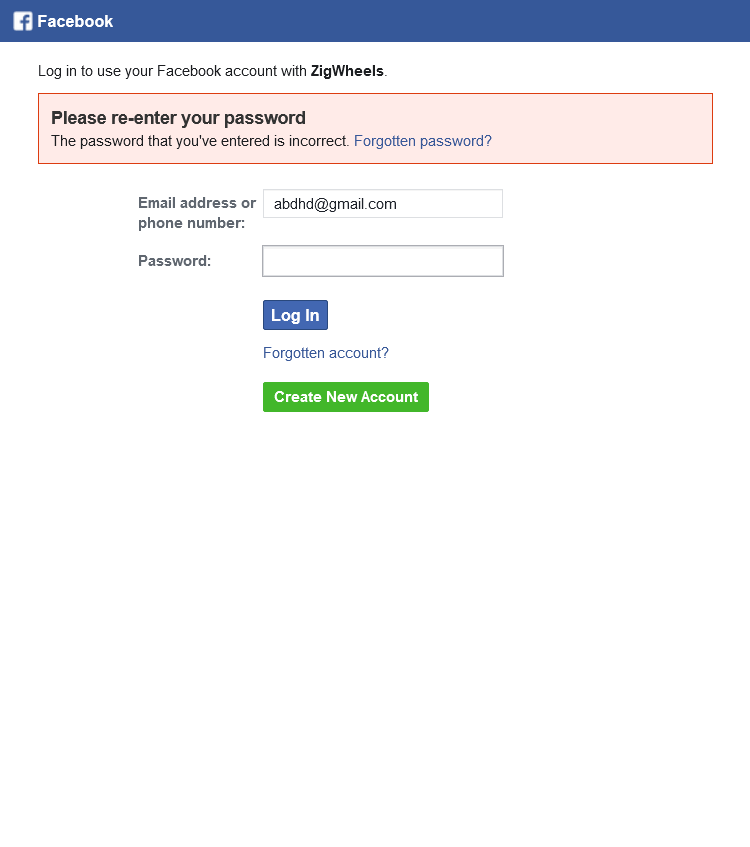 Facebook
Log in to use your Facebook account with ZigWheels.
Please re-enter your password
The password that you've entered is incorrect. Forgotten password?
Email address or
phone number:
abdhd@gmail.com
Password:
Log In
Forgotten account?
Create New Account